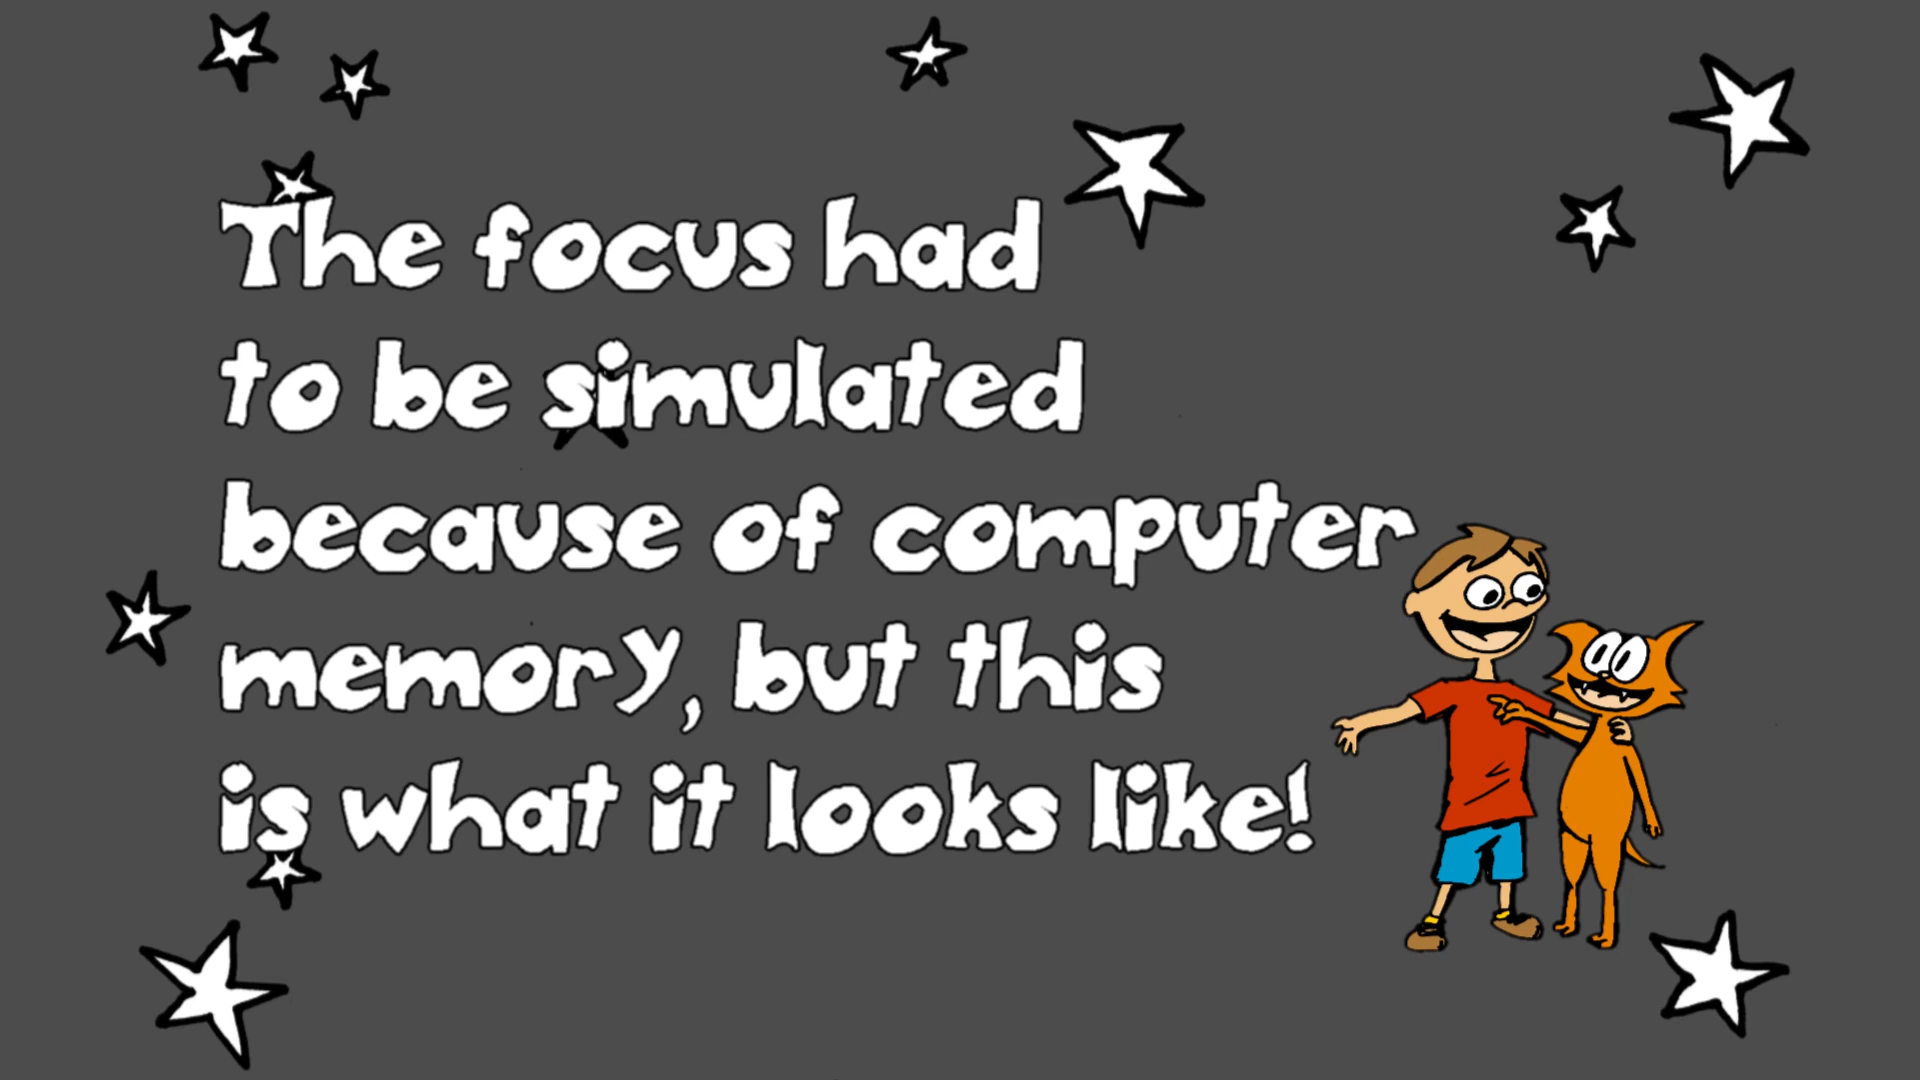 The focus had
to be simulated
because of computer
memory, but this
is what it looks like!